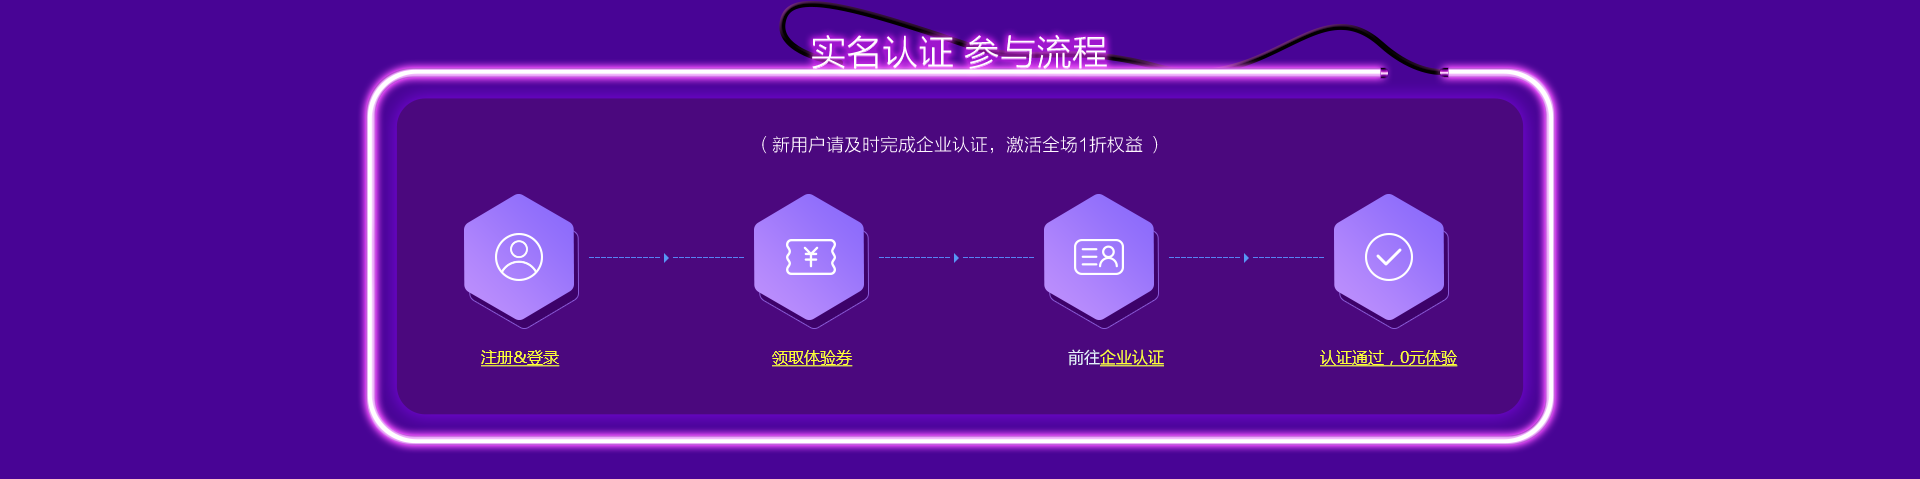 实名认证 参与流程
（ 新用户请及时完成企业认证，激活全场1折权益 ）
¥
注册&登录
领取体验券
前往企业认证
认证通过，0元体验